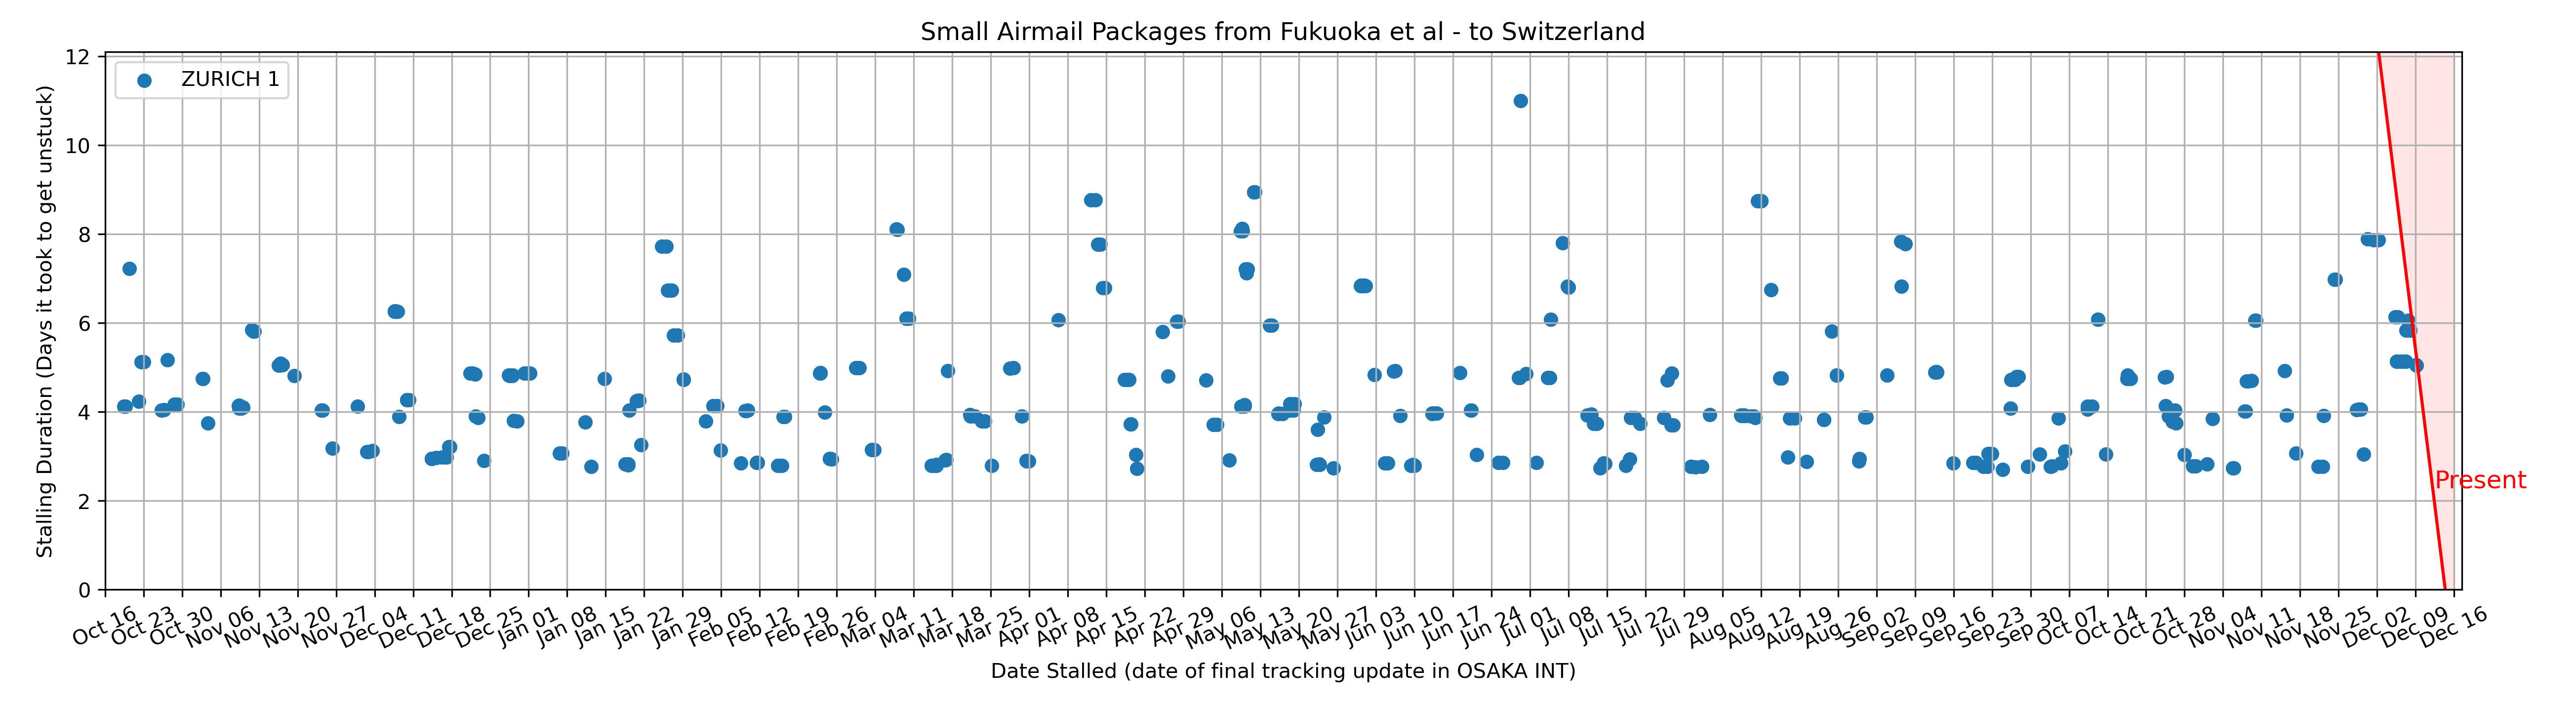 Small Airmail Packages from Fukuoka et al - to Switzerland
ZURICH 1
Stalling Duration (Days it took to get unstuck)
12
10
8
6
4
2
0
Present
Oct 16
Oct 23
Oct 30
Nov 06
Nov 13
Nov 20
Nov 27
Dec 04
Dec 11
Dec 18
Dec 25
Jan 01
Jan 08
Jan 15
Jan 22
Jan 29
Feb 05
Feb 12
Feb 19
Feb 26
Mar 04
Mar 11
Mar 18
Mar 25
Apr 01
Apr 08
Apr 15
Apr 22
Apr 29
May 06
May 13
May 20
May 27
Jun 03
Jun 10
Jun 17
Jun 24
Jul 01
Jul 08
Jul 15
Jul 22
Jul 29
Aug 05
Aug 12
Aug 19
Aug 26
Sep 02
Sep 09
Sep 16
Sep 23
Sep 30
Oct 07
Oct 14
Oct 21
Oct 28
Nov 04
Nov 11
Nov 18
Nov 25
Dec 02
Dec 09
Dec 16
Date Stalled (date of final tracking update in OSAKA INT)